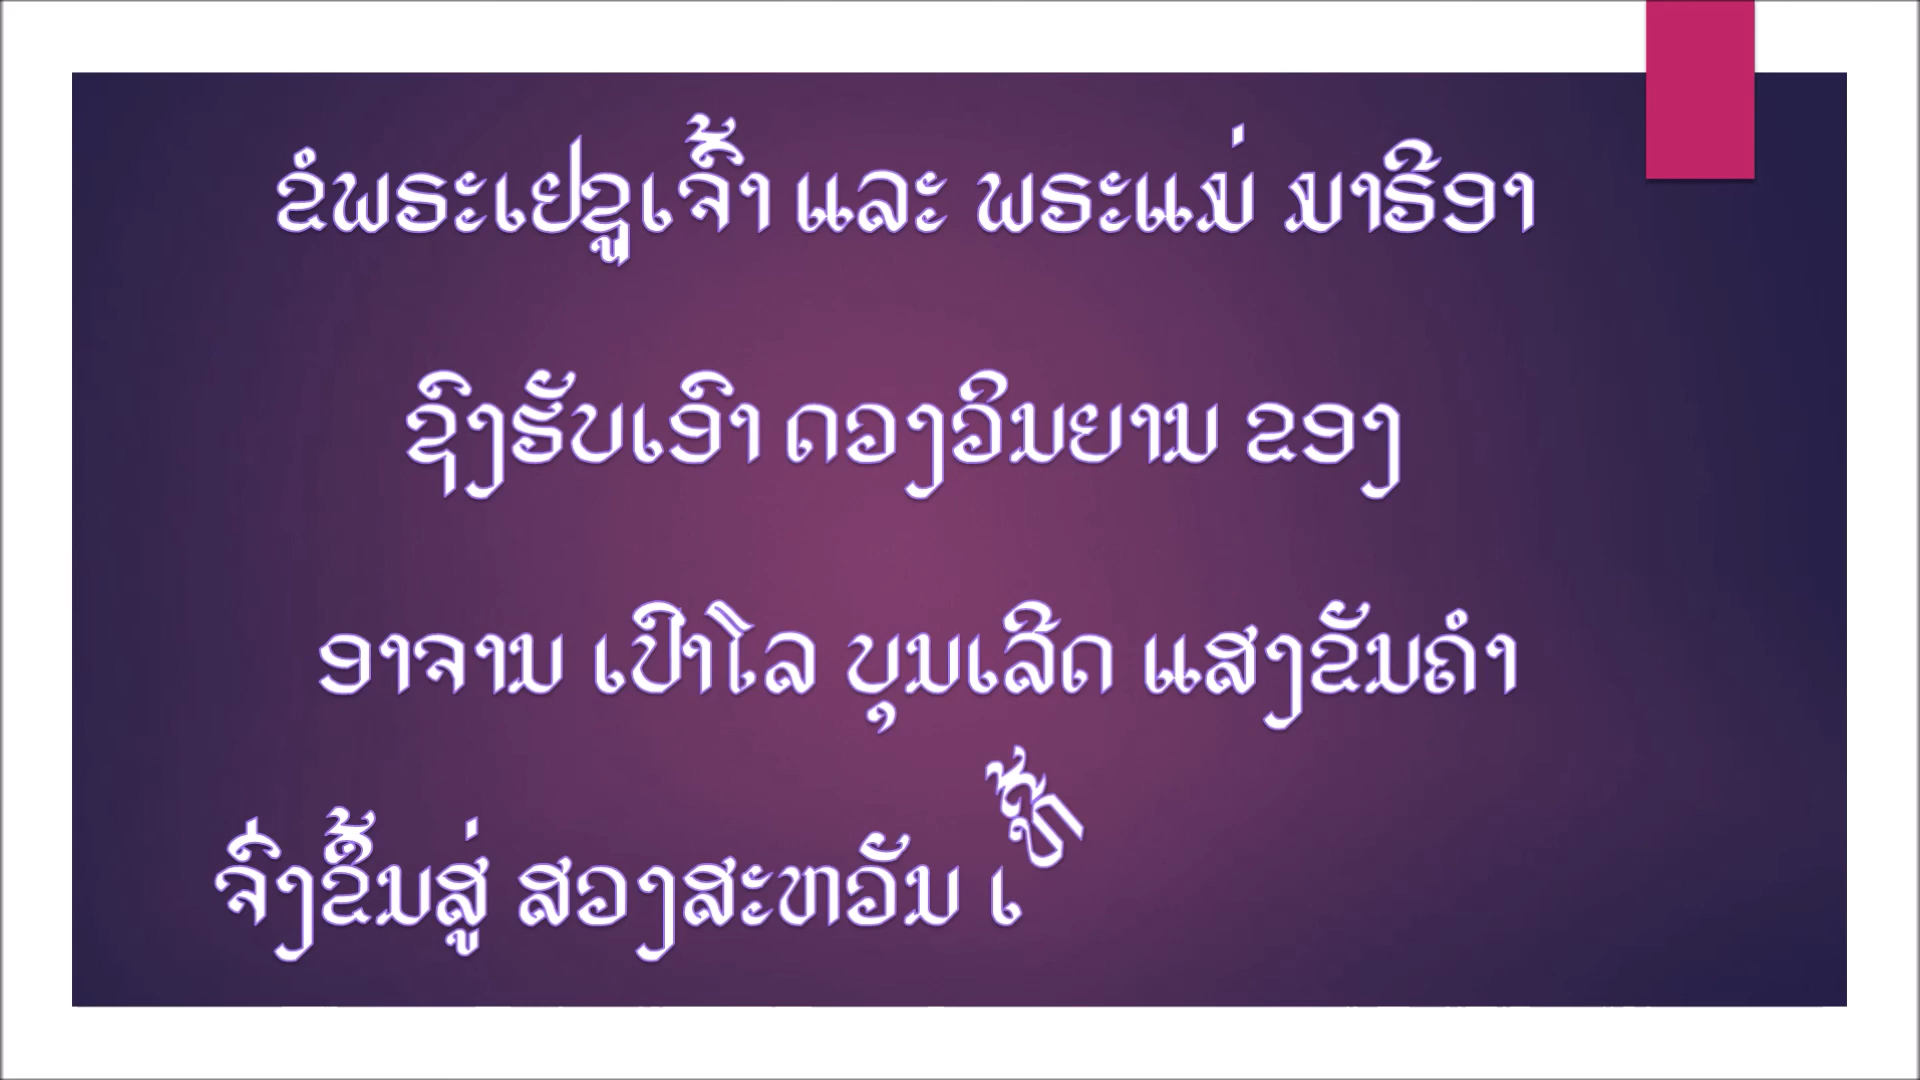 ຂໍພຣະເຢຊູເຈົ້າ ແລະ ພຣະແມ່ ມາຣີອາ
ຊົງຮັບເອົາ ດວງວິນຍານ ຂອງ
ອາຈານ ເປົາໂລ ບຸນເລີດ ແສງຂັນຄຳ
ຈົ່ງຂຶ້ນສູ່ ສວງສະຫວັນ